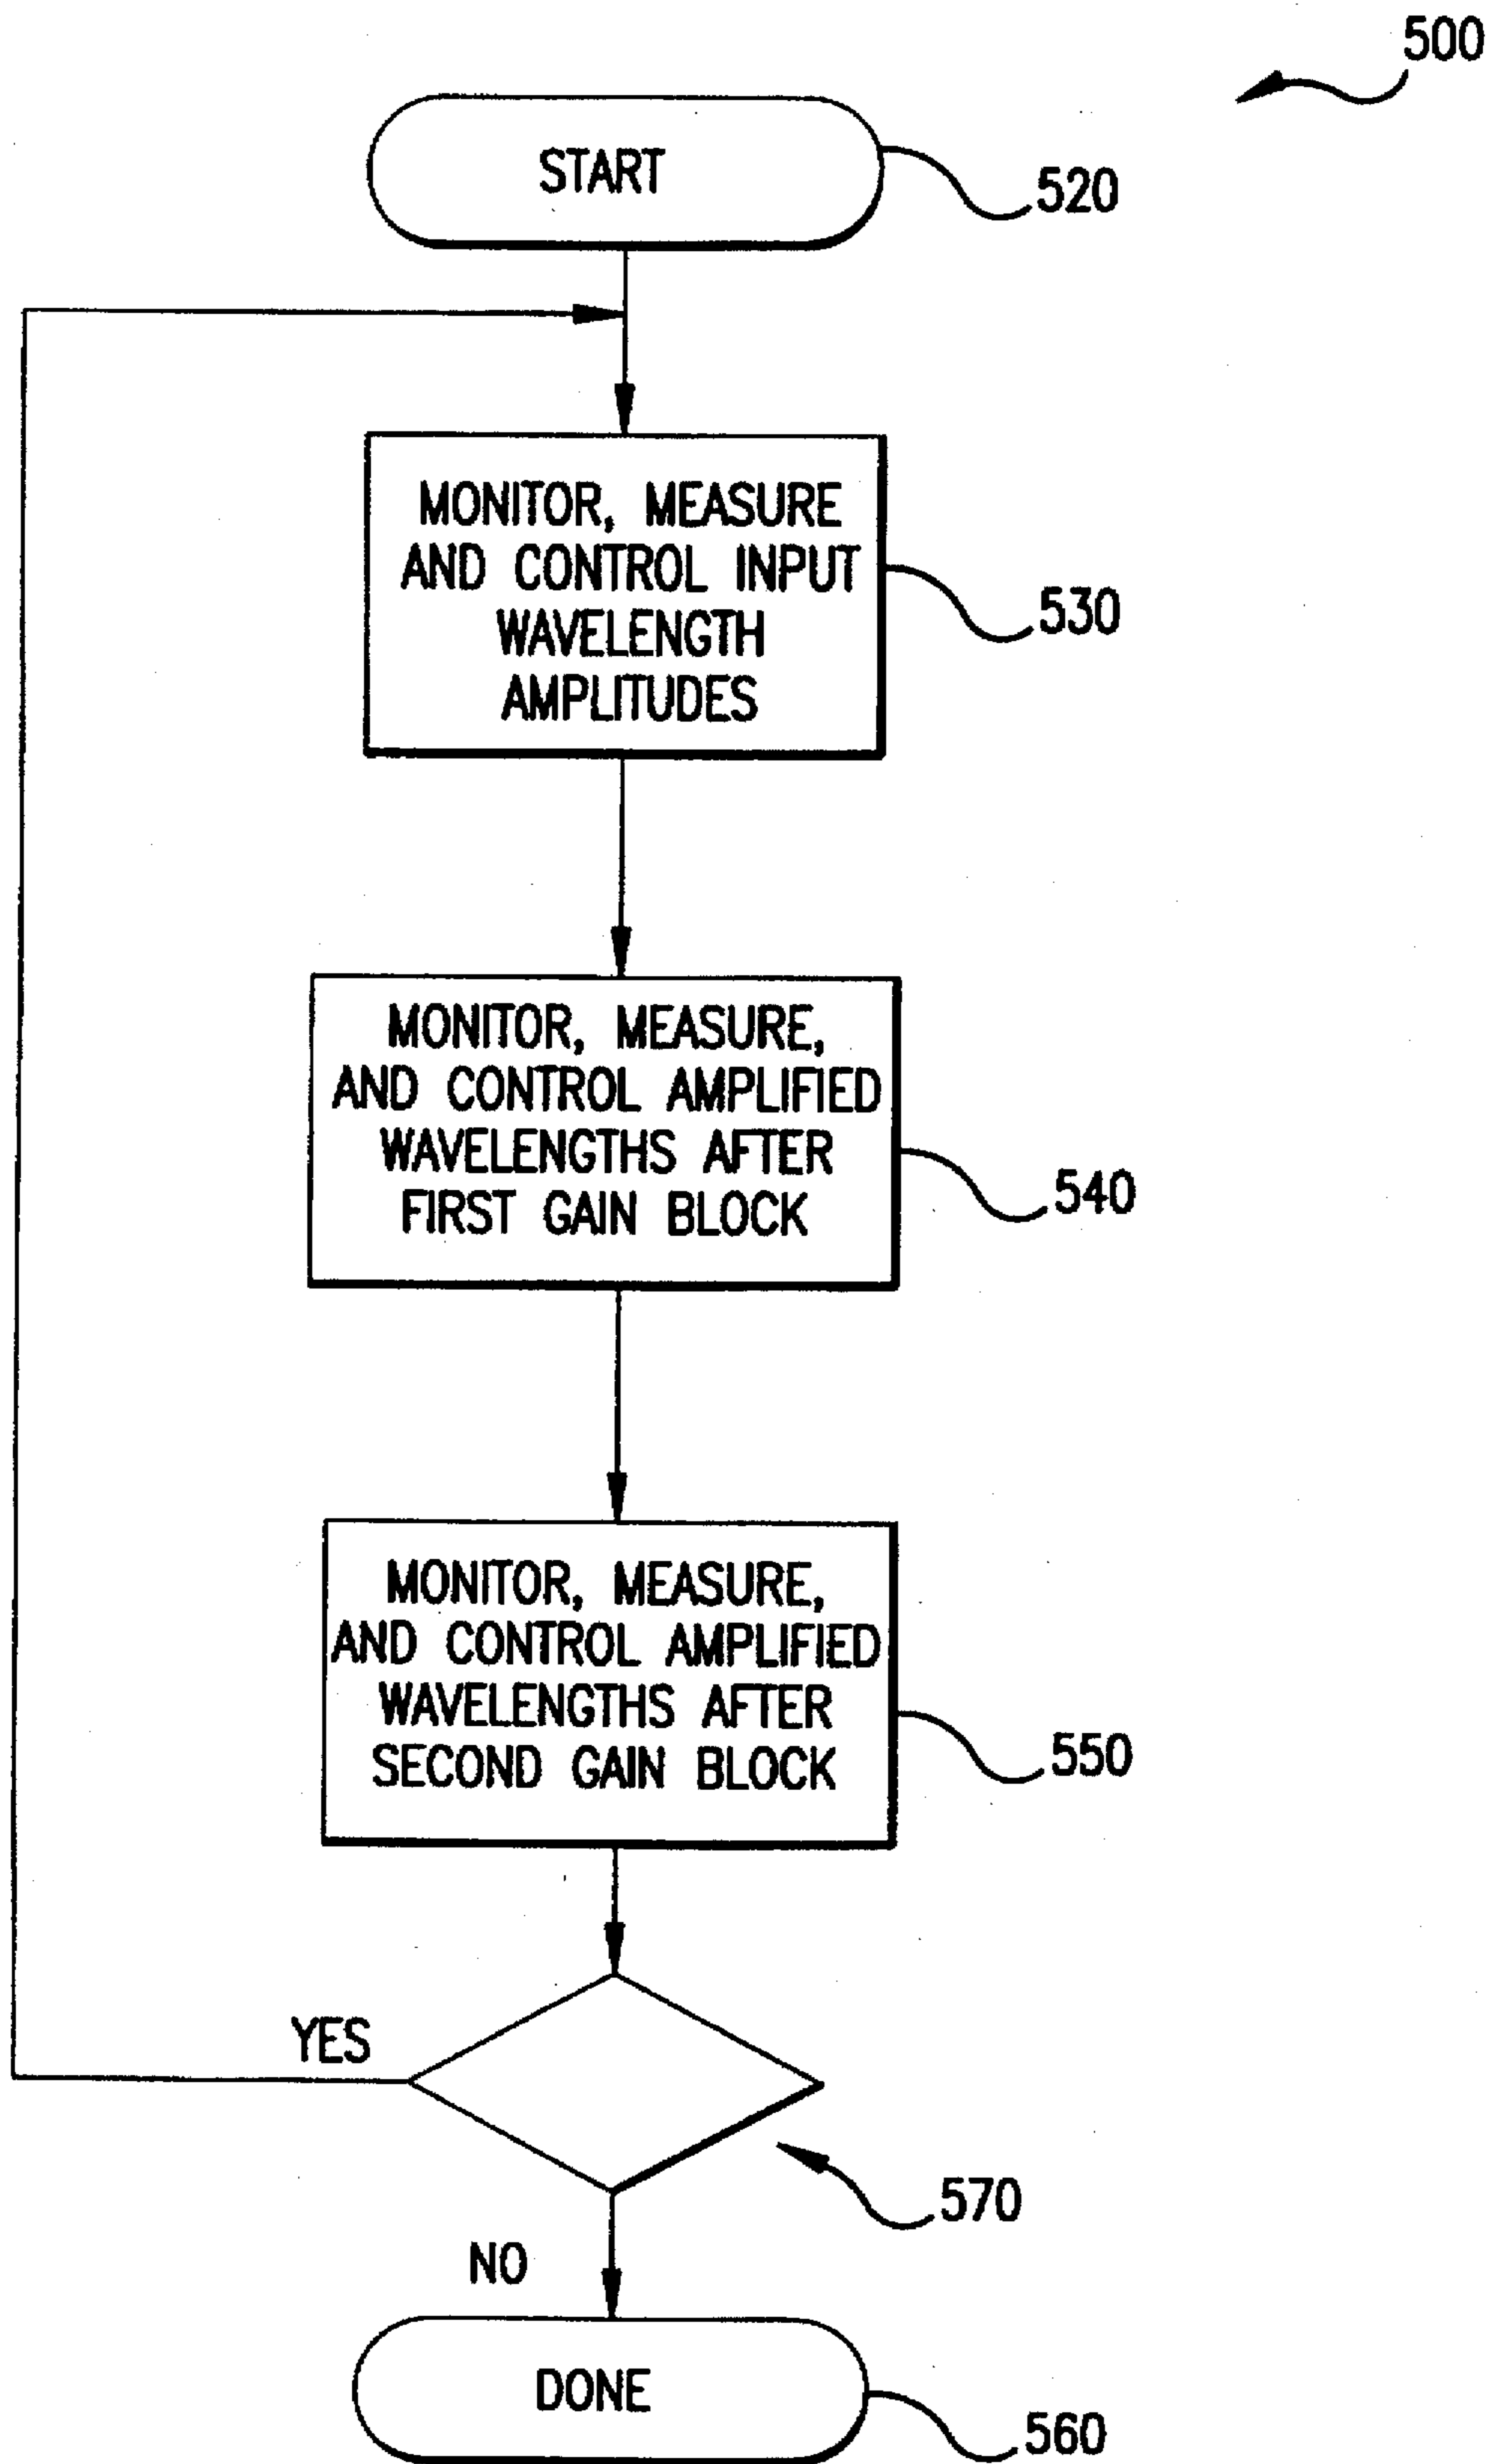 500
START
520
MONITOR, MEASURE
AND CONTROL INPUT
WAVELENGTH
AMPLITUDES
530
MONITOR, MEASURE,
AND CONTROL AMPLIFIED
WAVELENGTHS AFTER
FIRST GAIN BLOCK
540
MONITOR, MEASURE,
AND CONTROL AMPLIFIED
WAVELENGTHS AFTER
SECOND GAIN BLOCK
550
YES
570
NO
DONE
560